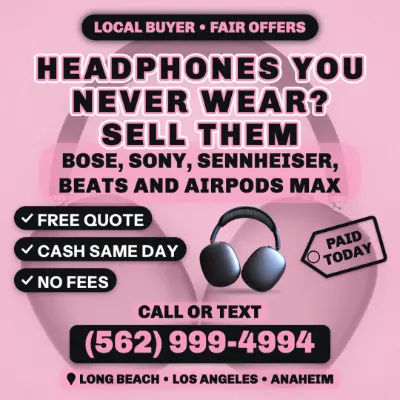 LOCAL BUYER • FAIR OFFERS
HEADPHONES YOU
NEVER WEAR?
SELL THEM
BOSE, SONY, SENNHEISER,
BEATS AND AIRPODS MAX
FREE QUOTE
CASH SAME DAY
NO FEES
PAID
TODAY
CALL OR TEXT
(562) 999-4994
LONG BEACH • LOS ANGELES • ANAHEIM